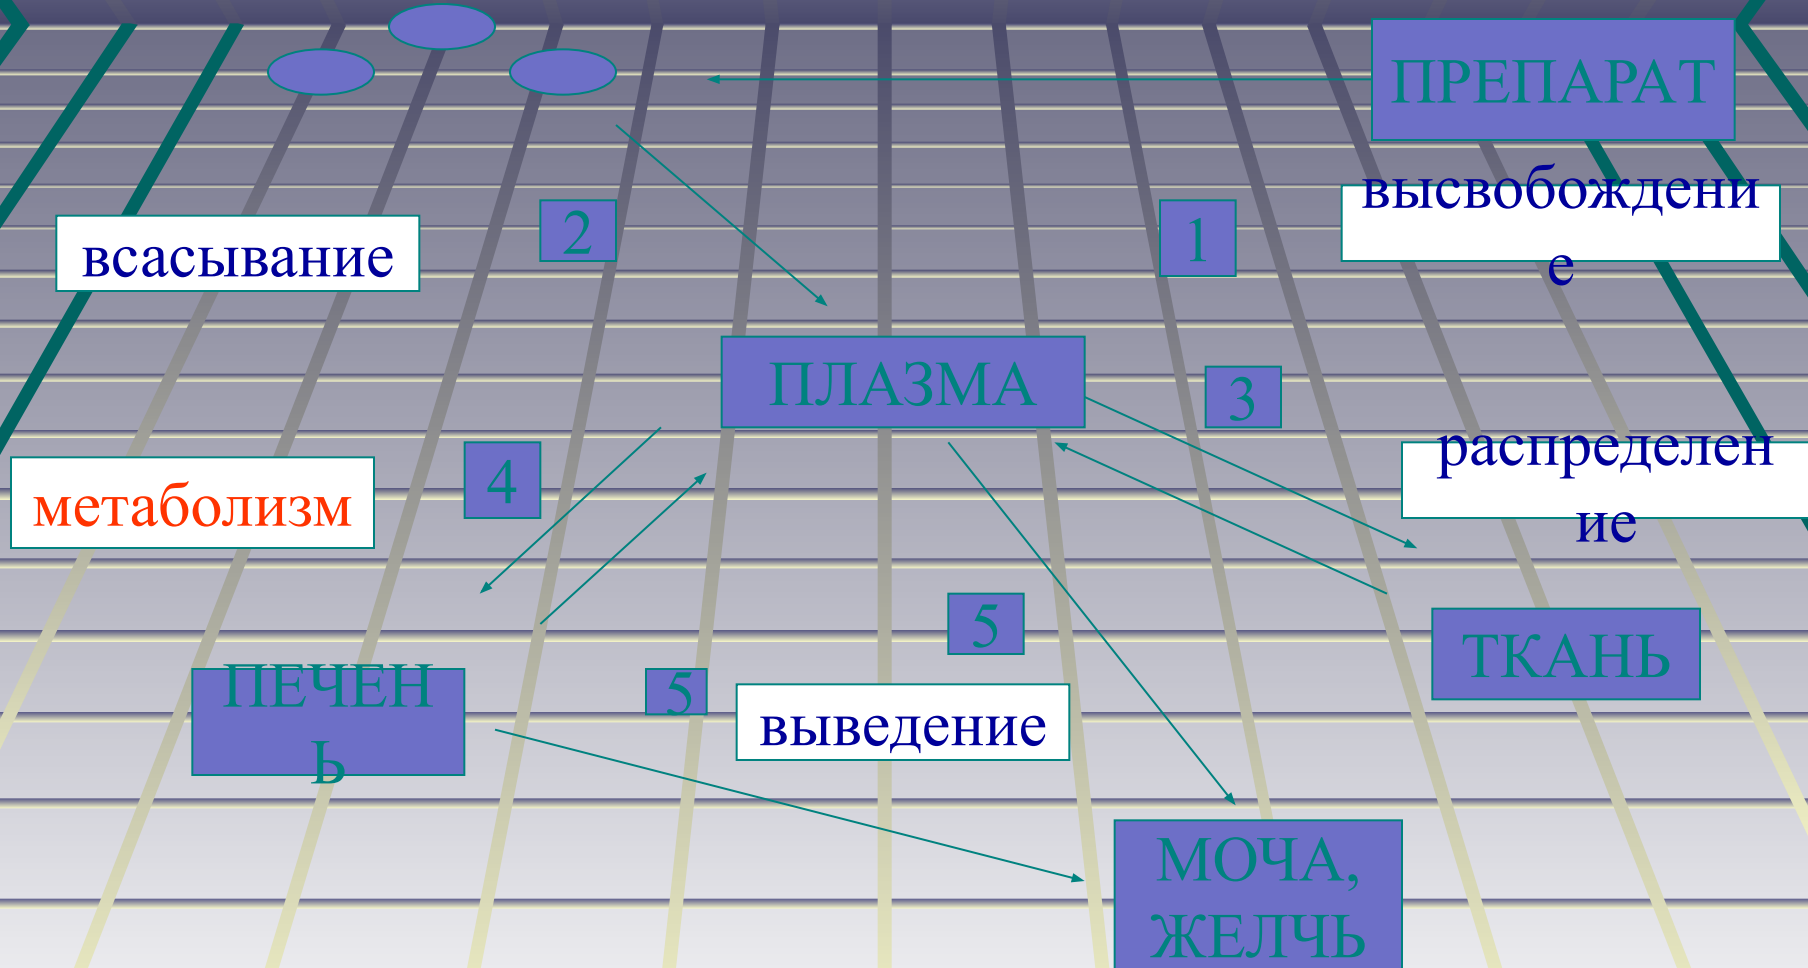 ПРЕПАРАТ
высвобождени
е
1
2
всасывание
ПЛАЗМА
3
распределен
ие
4
метаболизм
5
ТКАНЬ
ПЕЧЕН
Ь
5
выведение
МОЧА,
ЖЕЛЧЬ